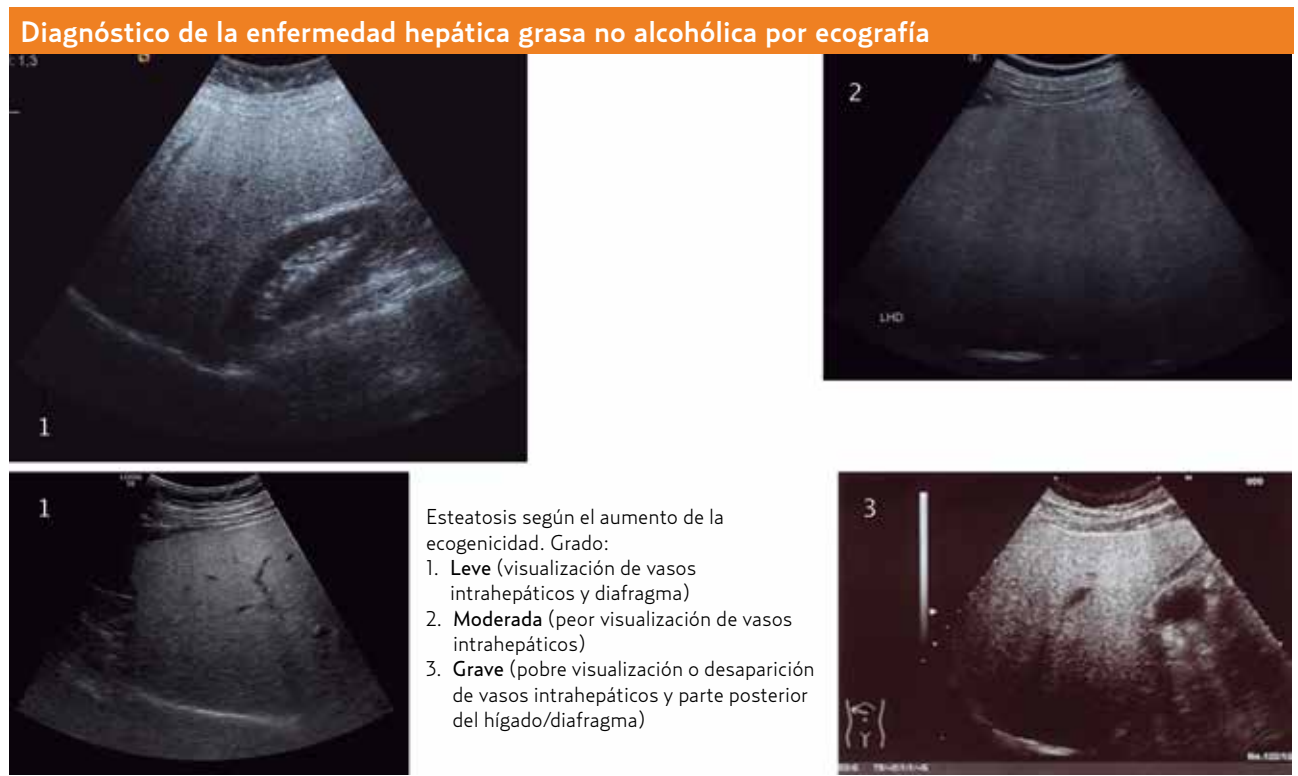 Diagnóstico de la enfermedad hepática grasa no alcohólica por ecografía
: 1,3
1
2
LHD
1
Esteatosis según el aumento de la
ecogenicidad. Grado:
1. Leve (visualización de vasos
intrahepáticos y diafragma)
2. Moderada (peor visualización de vasos
intrahepáticos)
3. Grave (pobre visualización o desaparición
de vasos intrahepáticos y parte posterior
del hígado/diafragma)
3